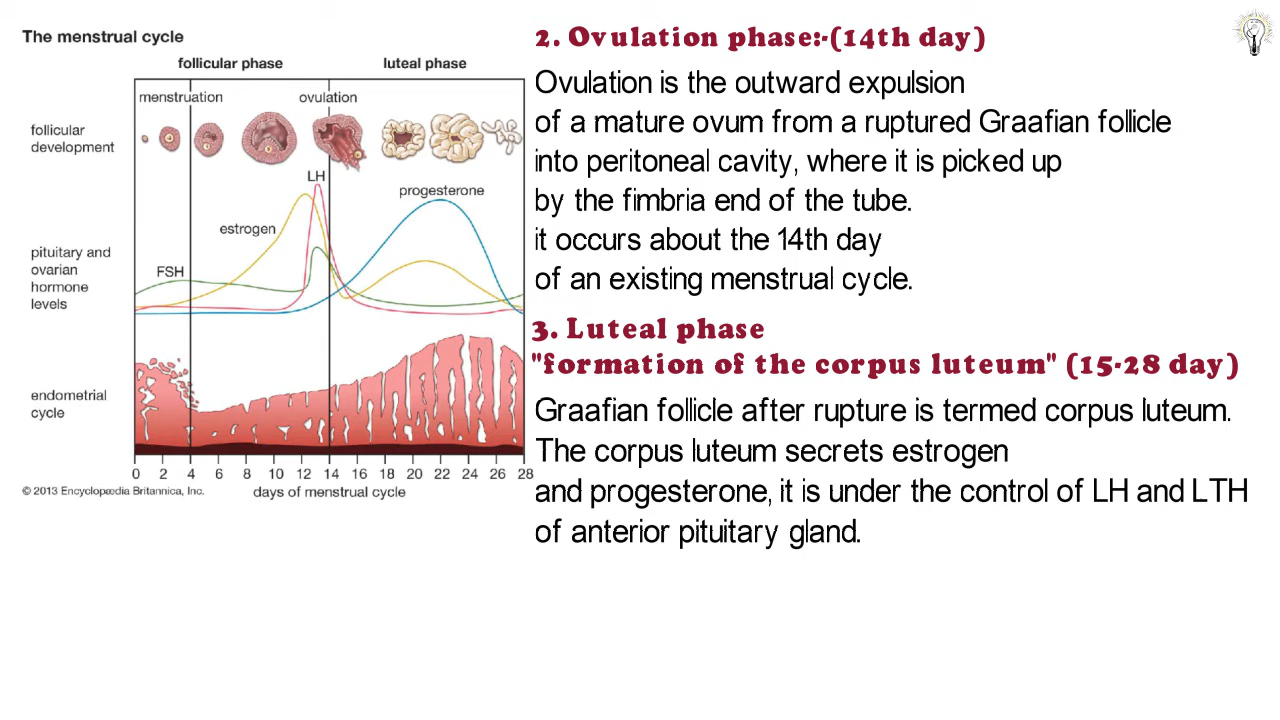 The menstrual cycle
follicular phase
luteal phase
menstruation
ovulation
follicular
development
LH
progesterone
estrogen
pituitary and
ovarian
hormone
levels
FSH
endometrial
cycle
0 2 4 6 8 10 12 14 16 18 20 22 24 26 28
days of menstrual cycle
© 2013 Encyclopædia Britannica, Inc.
2. Ovulation phase:-(14th day)
Ovulation is the outward expulsion
of a mature ovum from a ruptured Graafian follicle
into peritoneal cavity, where it is picked up
by the fimbria end of the tube.
it occurs about the 14th day
of an existing menstrual cycle.
3. Luteal phase
"formation of the corpus luteum" (15-28 day)
Graafian follicle after rupture is termed corpus luteum.
The corpus luteum secrets estrogen
and progesterone, it is under the control of LH and LTH
of anterior pituitary gland.